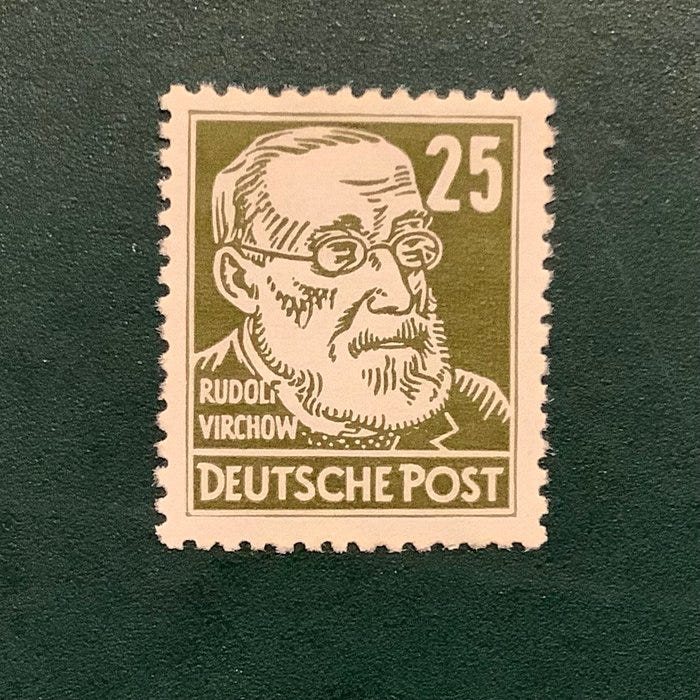 25
RUDOLF
VIRCHOW
DEUTSCHE POST